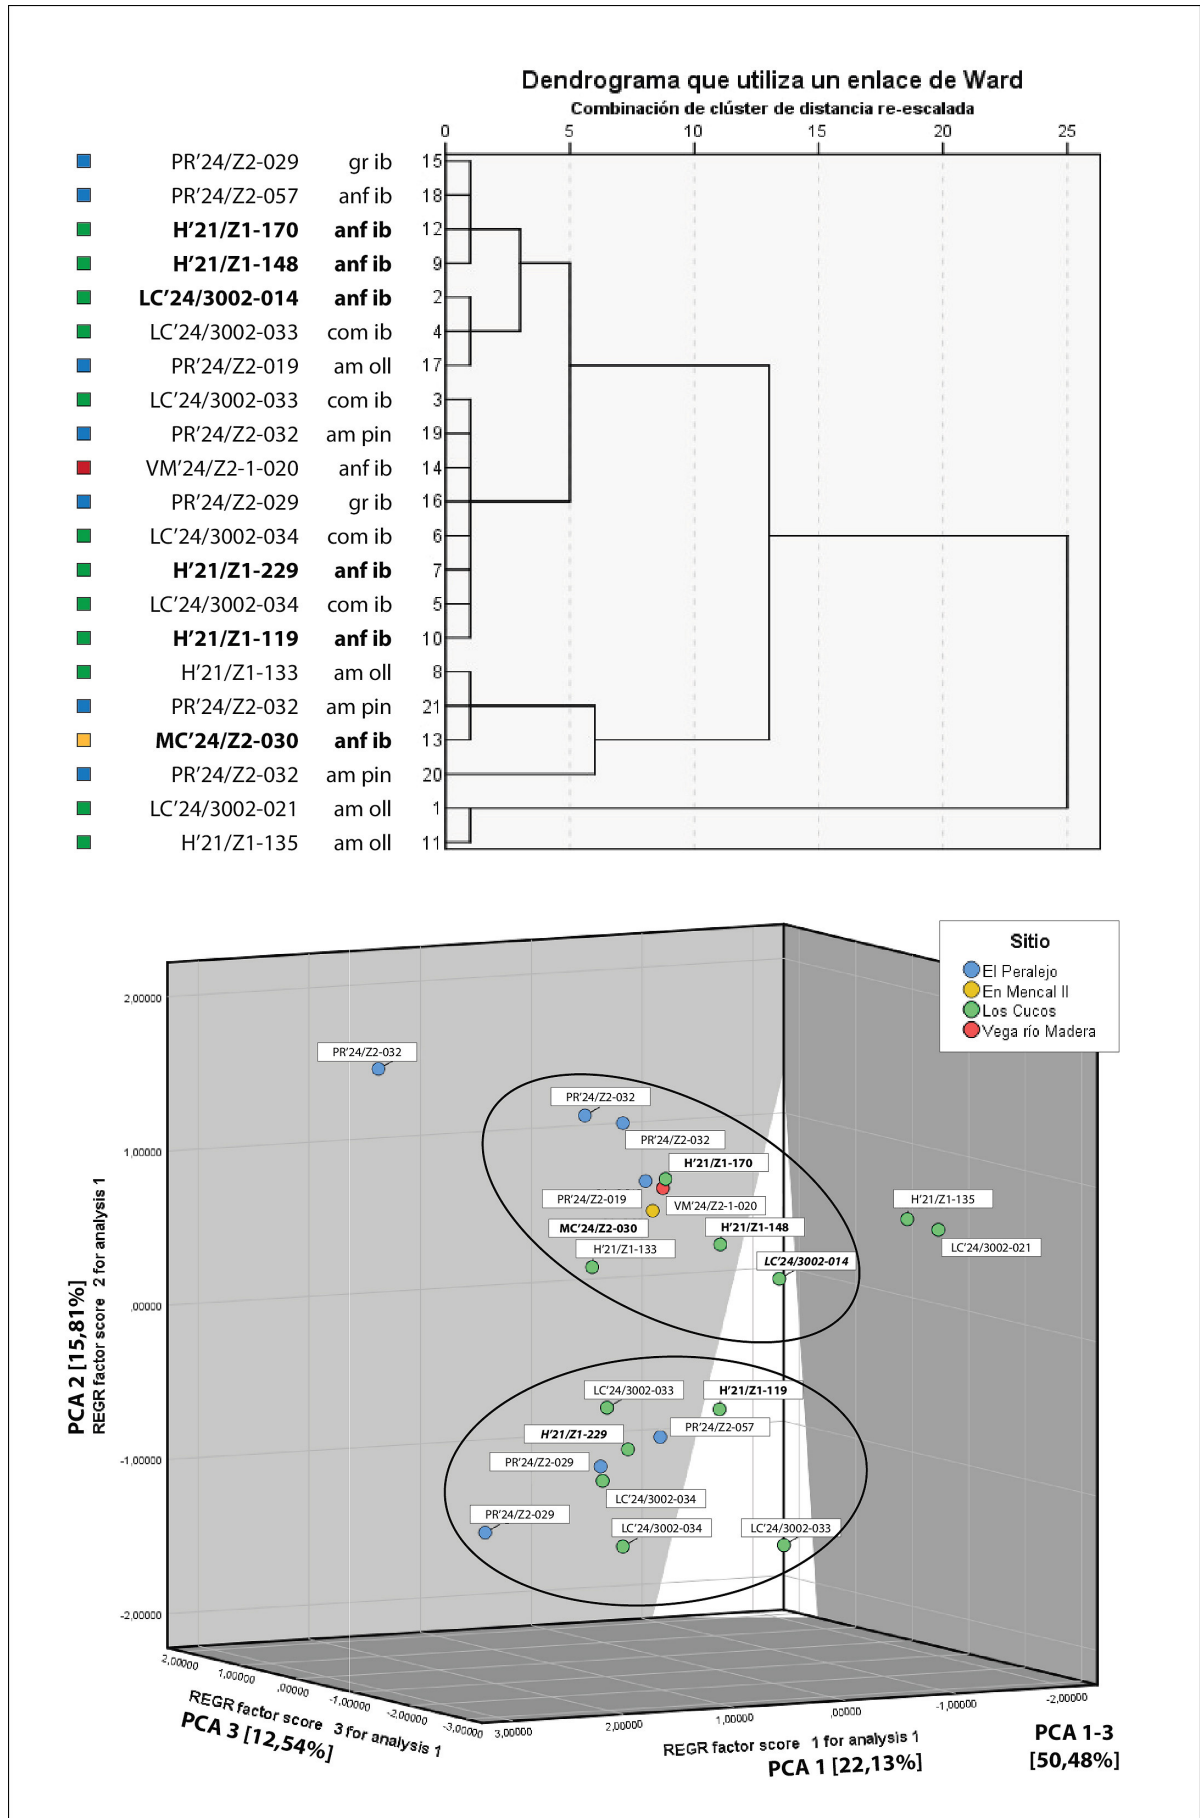 Dendrograma que utiliza un enlace de Ward
Combinación de clúster de distancia re-escalada
0 5 10 15 20 25
PR'24/Z2-029 gr ib 15
PR'24/Z2-057 anf ib 18
H'21/Z1-170 anf ib 12
H'21/Z1-148 anf ib 9
LC'24/3002-014 anf ib 2
LC'24/3002-033 com ib 4
PR'24/Z2-019 am oll 17
LC'24/3002-033 com ib 3
PR'24/Z2-032 am pin 19
VM'24/Z2-1-020 anf ib 14
PR'24/Z2-029 gr ib 16
LC'24/3002-034 com ib 6
H'21/Z1-229 anf ib 7
LC'24/3002-034 com ib 5
H'21/Z1-119 anf ib 10
H'21/Z1-133 am oll 8
PR'24/Z2-032 am pin 21
MC'24/Z2-030 anf ib 13
PR'24/Z2-032 am pin 20
LC'24/3002-021 am oll 1
H'21/Z1-135 am oll 11
Sitio
El Peralejo
En Mencal II
Los Cucos
Vega río Madera
2,00000
1,00000
,00000
-1,00000
-2,00000
PCA 2 [15,81%]
REGR factor score 2 for analysis 1
PR'24/Z2-032
PR'24/Z2-032
PR'24/Z2-032
H'21/Z1-170
PR'24/Z2-019
VM'24/Z2-1-020
MC'24/Z2-030
H'21/Z1-148
H'21/Z1-133
LC'24/3002-014
H'21/Z1-135
LC'24/3002-021
LC'24/3002-033
H'21/Z1-119
PR'24/Z2-057
H'21/Z1-229
PR'24/Z2-029
LC'24/3002-034
PR'24/Z2-029
LC'24/3002-034
LC'24/3002-033
2,00000 1,00000 ,00000 -1,00000 -2,00000 -3,00000
REGR factor score 3 for analysis 1
PCA 3 [12,54%]
3,00000 2,00000 1,00000 ,00000 -1,00000 -2,00000
REGR factor score 1 for analysis 1
PCA 1 [22,13%]
PCA 1-3
[50,48%]